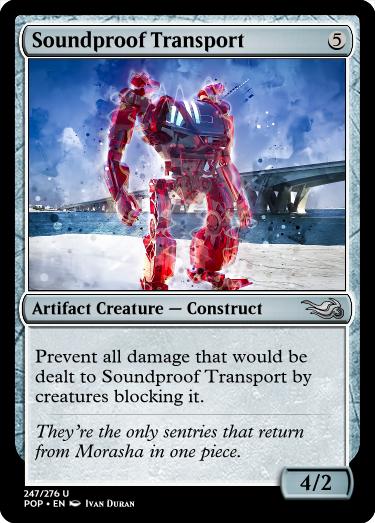 Soundproof Transport 5
Artifact Creature — Construct
Prevent all damage that would be
dealt to Soundproof Transport by
creatures blocking it.
They're the only sentries that return
from Morasha in one piece.
4/2
247/276 U
POP • EN Ivan Duran